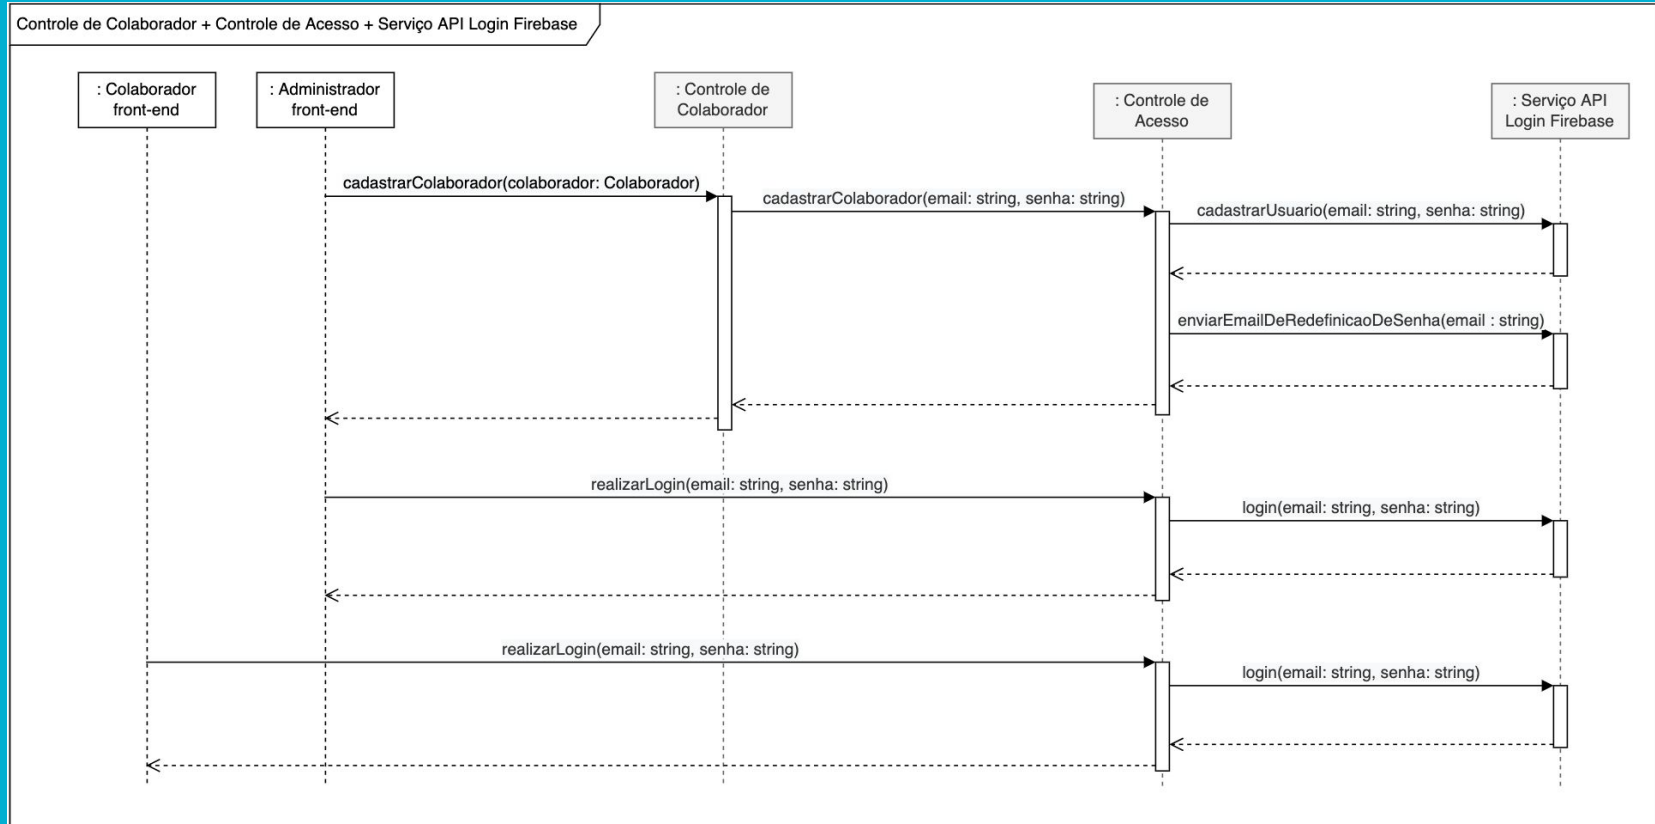 Controle de Colaborador + Controle de Acesso + Serviço API Login Firebase
: Colaborador
front-end
: Administrador
front-end
: Controle de
Colaborador
: Controle de
Acesso
: Serviço API
Login Firebase
cadastrarColaborador(colaborador: Colaborador)
cadastrarColaborador(email: string, senha: string)
cadastrarUsuario(email: string, senha: string)
enviarEmailDeRedefinicaoDeSenha(email : string)
realizarLogin(email: string, senha: string)
login(email: string, senha: string)
realizarLogin(email: string, senha: string)
login(email: string, senha: string)